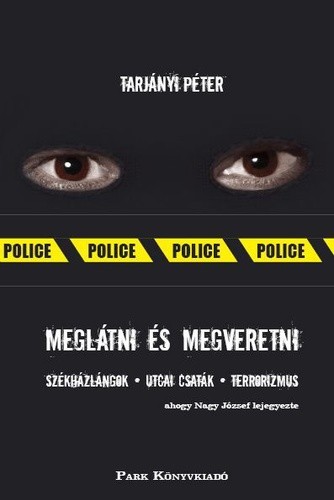 TARJÁNYI PÉTER
POLICE POLICE POLICE POLICE
MEGLÁTNI ÉS MEGVERETNI
SZÉKHÁZLÁNGOK • UTCAI CSATÁK • TERRORIZMUS
ahogy Nagy József lejegyezte
PARK KÖNYVKIADÓ